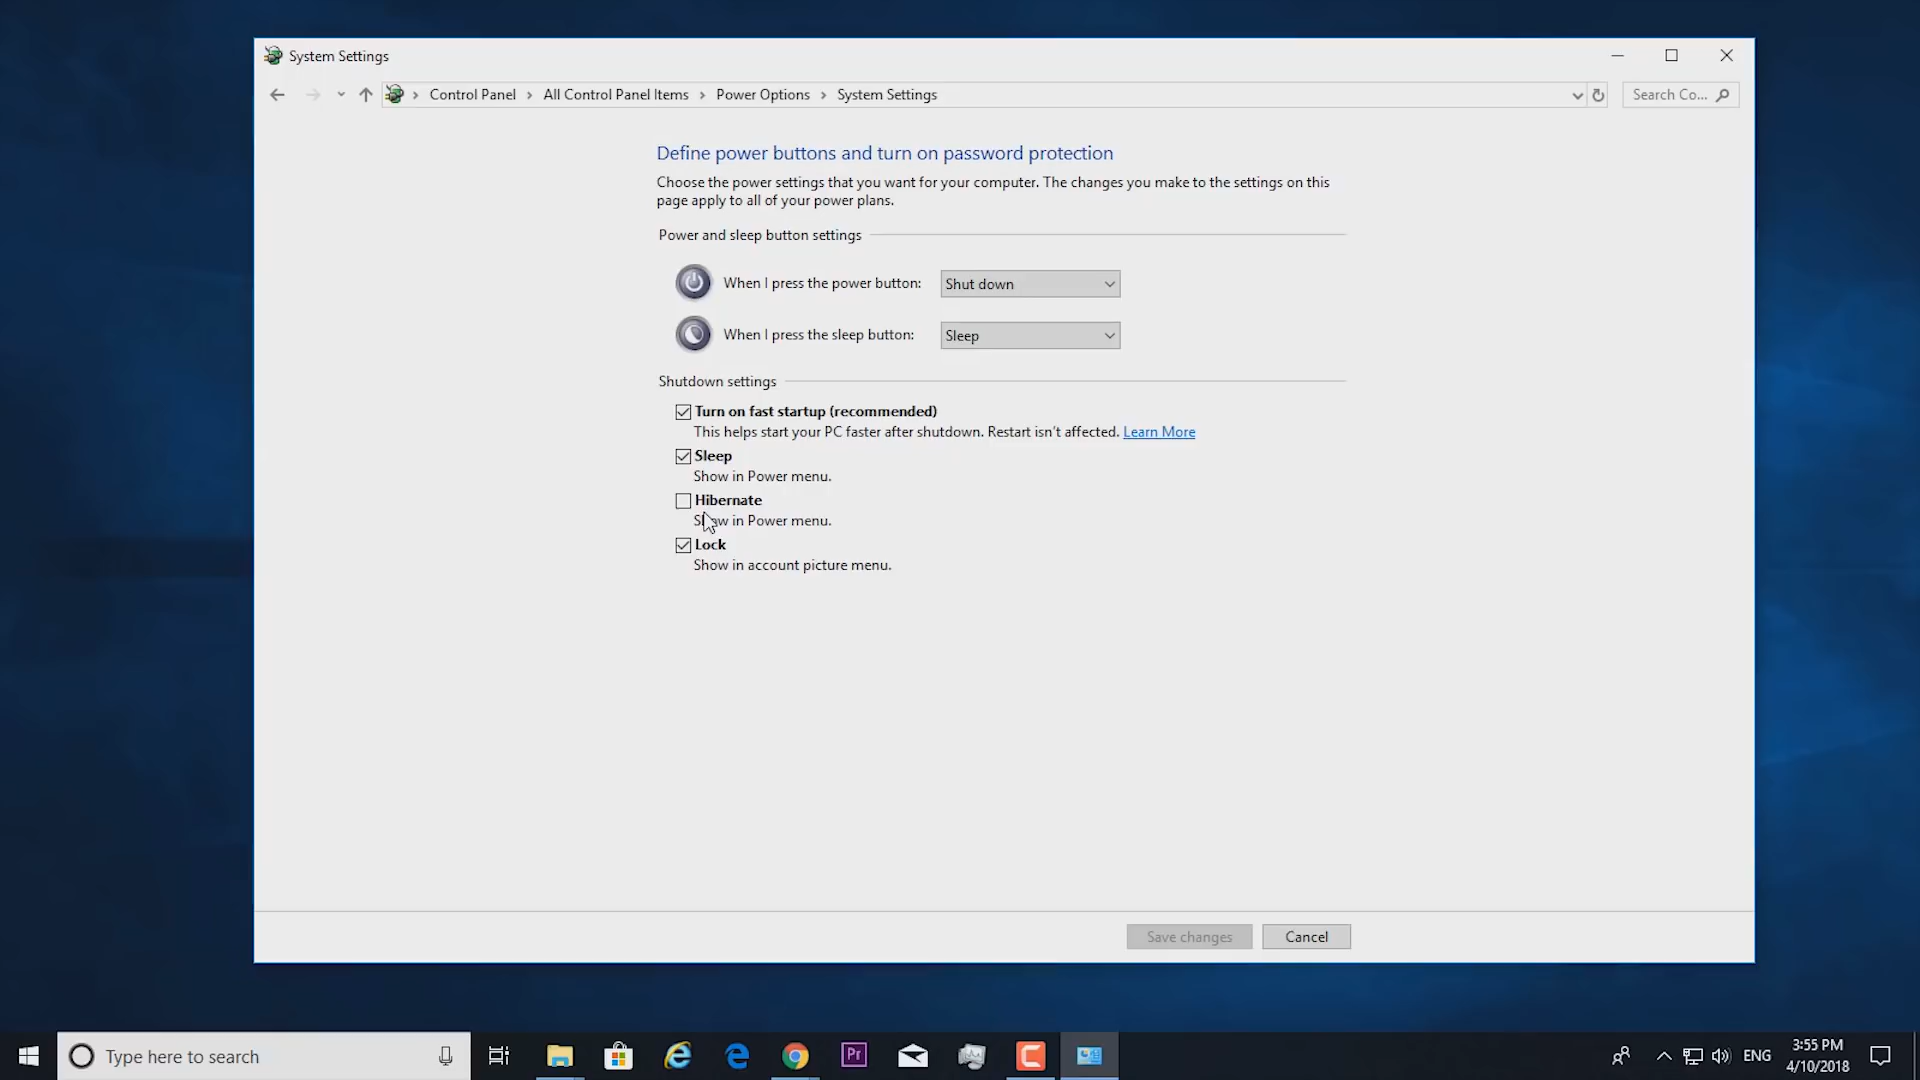 System Settings
Control Panel > All Control Panel Items > Power Options > System Settings
Search Co...
Define power buttons and turn on password protection
Choose the power settings that you want for your computer. The changes you make to the settings on this
page apply to all of your power plans.
Power and sleep button settings
When I press the power button: Shut down
When I press the sleep button: Sleep
Shutdown settings
Turn on fast startup (recommended)
This helps start your PC faster after shutdown. Restart isn't affected. Learn More
Sleep
Show in Power menu.
Hibernate
Show in Power menu.
Lock
Show in account picture menu.
Save changes
Cancel
Type here to search
Pr
ENG
3:55 PM
4/10/2018